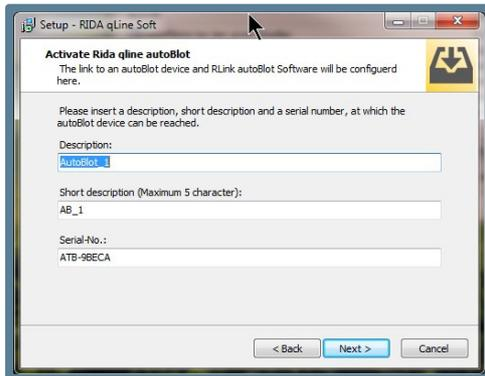 Setup - RIDA qLine Soft
Activate Rida qline autoBlot
The link to an autoBlot device and RLink autoBlot Software will be configuerd
here.
Please insert a description, short description and a serial number, at which the
autoBlot device can be reached.
Description:
AutoBlot_1
Short description (Maximum 5 character):
AB_1
Serial-No.:
ATB-9BECA
< Back
Next >
Cancel